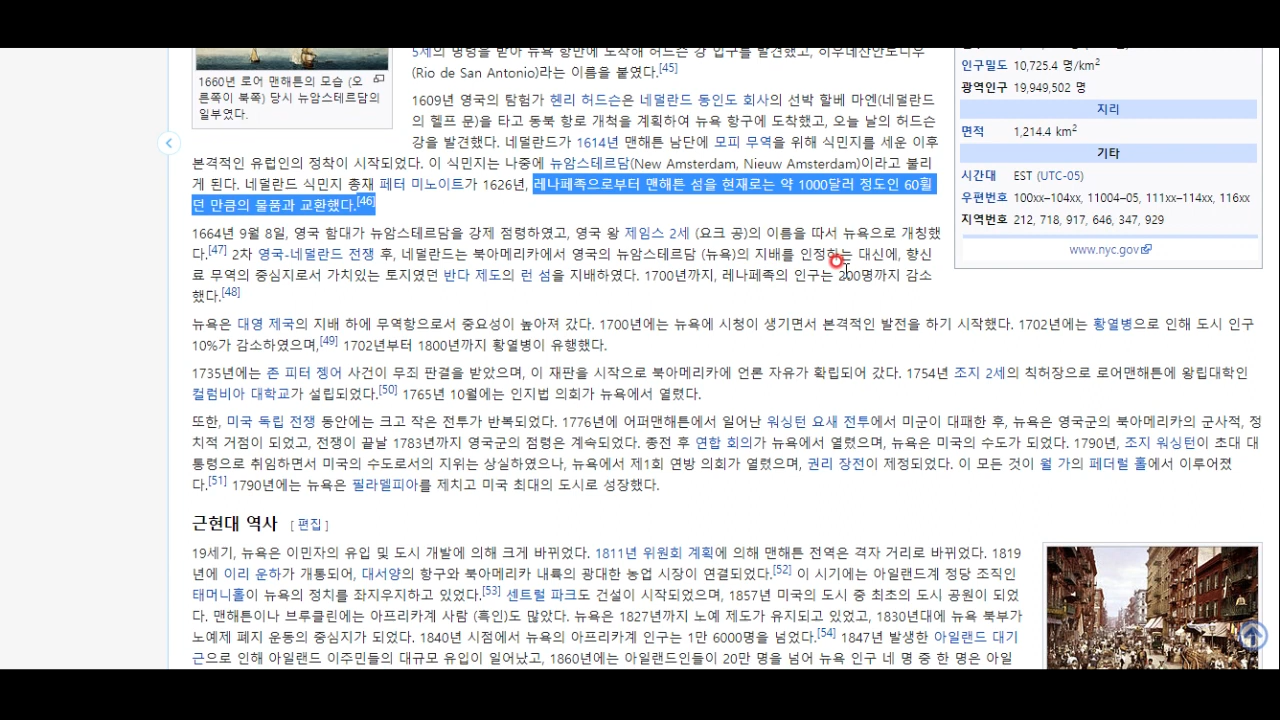 5세의 명령을 받아 뉴욕 항만에 도착해 허드슨 강 입구를 발견했고, 히우데산안토니우
(Rio de San Antonio)라는 이름을 붙였다.[45]
1660년 로어 맨해튼의 모습 (오
른쪽이 북쪽) 당시 뉴암스테르담의
일부였다.
1609년 영국의 탐험가 헨리 허드슨은 네덜란드 동인도 회사의 선박 할베 마엔(네덜란드
의 헬프 문)을 타고 동북 항로 개척을 계획하여 뉴욕 항구에 도착했고, 오늘 날의 허드슨
강을 발견했다. 네덜란드가 1614년 맨해튼 남단에 모피 무역을 위해 식민지를 세운 이후
본격적인 유럽인의 정착이 시작되었다. 이 식민지는 나중에 뉴암스테르담(New Amsterdam, Nieuw Amsterdam)이라고 불리
게 된다. 네덜란드 식민지 총재 페터 미노이트가 1626년, 레나페족으로부터 맨해튼 섬을 현재로는 약 1000달러 정도인 60휠
던 만큼의 물품과 교환했다.[46]
1664년 9월 8일, 영국 함대가 뉴암스테르담을 강제 점령하였고, 영국 왕 제임스 2세 (요크 공)의 이름을 따서 뉴욕으로 개칭했
다.[47] 2차 영국-네덜란드 전쟁 후, 네덜란드는 북아메리카에서 영국의 뉴암스테르담 (뉴욕)의 지배를 인정하는 대신에, 향신
료 무역의 중심지로서 가치있는 토지였던 반다 제도의 런 섬을 지배하였다. 1700년까지, 레나페족의 인구는 200명까지 감소
했다.[48]
뉴욕은 대영 제국의 지배 하에 무역항으로서 중요성이 높아져 갔다. 1700년에는 뉴욕에 시청이 생기면서 본격적인 발전을 하기 시작했다. 1702년에는 황열병으로 인해 도시 인구
10%가 감소하였으며,[49] 1702년부터 1800년까지 황열병이 유행했다.
1735년에는 존 피터 젱어 사건이 무죄 판결을 받았으며, 이 재판을 시작으로 북아메리카에 언론 자유가 확립되어 갔다. 1754년 조지 2세의 칙허장으로 로어맨해튼에 왕립대학인
컬럼비아 대학교가 설립되었다.[50] 1765년 10월에는 인지법 의회가 뉴욕에서 열렸다.
또한, 미국 독립 전쟁 동안에는 크고 작은 전투가 반복되었다. 1776년에 어퍼맨해튼에서 일어난 워싱턴 요새 전투에서 미군이 대패한 후, 뉴욕은 영국군의 북아메리카의 군사적, 정
치적 거점이 되었고, 전쟁이 끝날 1783년까지 영국군의 점령은 계속되었다. 종전 후 연합 회의가 뉴욕에서 열렸으며, 뉴욕은 미국의 수도가 되었다. 1790년, 조지 워싱턴이 초대 대
통령으로 취임하면서 미국의 수도로서의 지위는 상실하였으나, 뉴욕에서 제1회 연방 의회가 열렸으며, 권리 장전이 제정되었다. 이 모든 것이 월 가의 페더럴 홀에서 이루어졌
다.[51] 1790년에는 뉴욕은 필라델피아를 제치고 미국 최대의 도시로 성장했다.
근현대 역사 [편집]
19세기, 뉴욕은 이민자의 유입 및 도시 개발에 의해 크게 바뀌었다. 1811년 위원회 계획에 의해 맨해튼 전역은 격자 거리로 바뀌었다. 1819
년에 이리 운하가 개통되어, 대서양의 항구와 북아메리카 내륙의 광대한 농업 시장이 연결되었다.[52] 이 시기에는 아일랜드계 정당 조직인
태머니홀이 뉴욕의 정치를 좌지우지하고 있었다.[53] 센트럴 파크도 건설이 시작되었으며, 1857년 미국의 도시 중 최초의 도시 공원이 되었
다. 맨해튼이나 브루클린에는 아프리카계 사람 (흑인)도 많았다. 뉴욕은 1827년까지 노예 제도가 유지되고 있었고, 1830년대에 뉴욕 북부가
노예제 폐지 운동의 중심지가 되었다. 1840년 시점에서 뉴욕의 아프리카계 인구는 1만 6000명을 넘었다.[54] 1847년 발생한 아일랜드 대기
근으로 인해 아일랜드 이주민들의 대규모 유입이 일어났고, 1860년에는 아일랜드인들이 20만 명을 넘어 뉴욕 인구 네 명 중 한 명은 아일
인구밀도 10,725.4 명/km2
광역인구 19,949,502 명
지리
면적 1,214.4 km2
기타
시간대 EST (UTC-05)
우편번호 100xx–104xx, 11004–05, 111xx–114xx, 116xx
지역번호 212, 718, 917, 646, 347, 929
www.nyc.gov